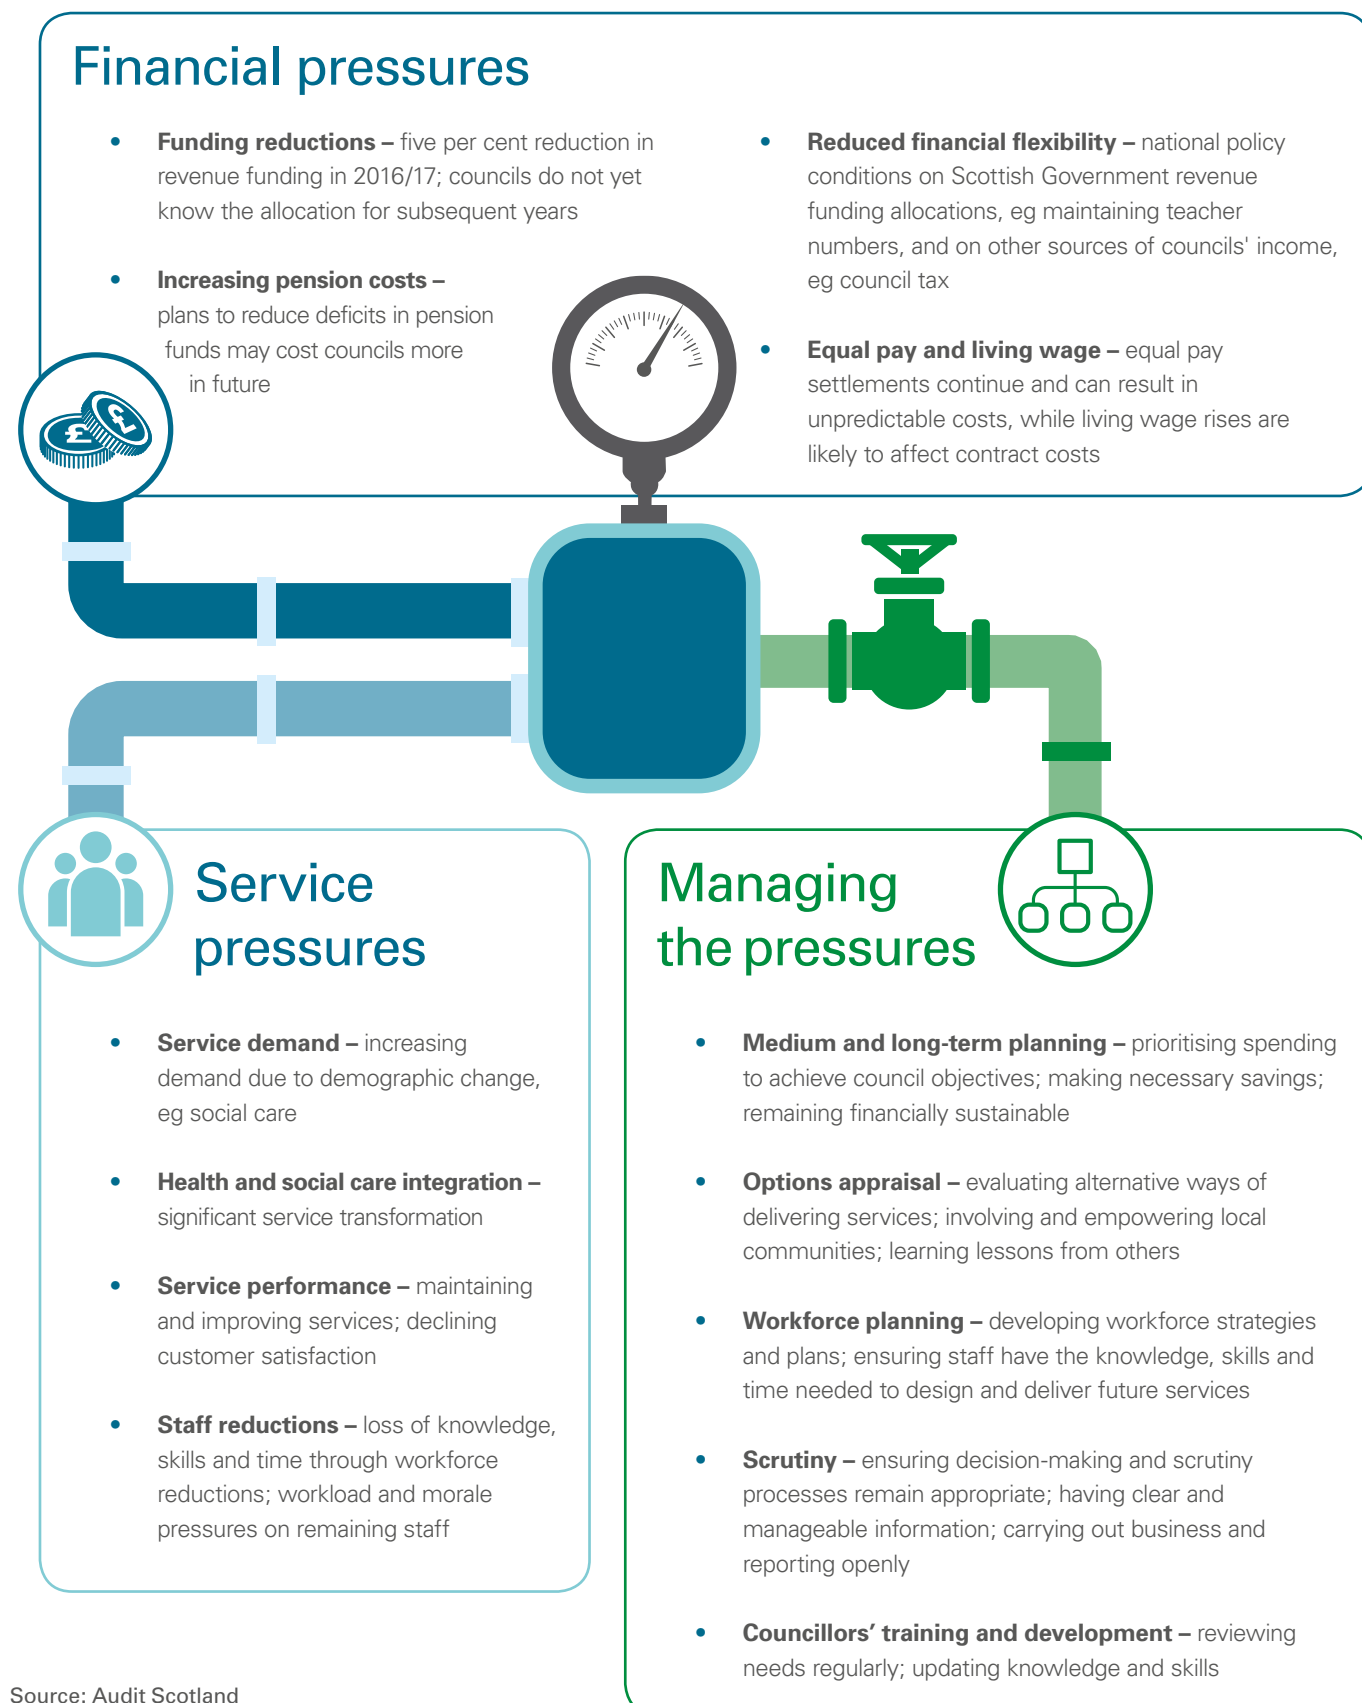 Financial pressures
• Funding reductions – five per cent reduction in
revenue funding in 2016/17; councils do not yet
know the allocation for subsequent years
• Increasing pension costs –
plans to reduce deficits in pension
funds may cost councils more
in future
• Reduced financial flexibility – national policy
conditions on Scottish Government revenue
funding allocations, eg maintaining teacher
numbers, and on other sources of councils' income,
eg council tax
• Equal pay and living wage – equal pay
settlements continue and can result in
unpredictable costs, while living wage rises are
likely to affect contract costs
£
£
Service
pressures
• Service demand – increasing
demand due to demographic change,
eg social care
• Health and social care integration –
significant service transformation
• Service performance – maintaining
and improving services; declining
customer satisfaction
• Staff reductions – loss of knowledge,
skills and time through workforce
reductions; workload and morale
pressures on remaining staff
Managing
the pressures
• Medium and long-term planning – prioritising spending
to achieve council objectives; making necessary savings;
remaining financially sustainable
• Options appraisal – evaluating alternative ways of
delivering services; involving and empowering local
communities; learning lessons from others
• Workforce planning – developing workforce strategies
and plans; ensuring staff have the knowledge, skills and
time needed to design and deliver future services
• Scrutiny – ensuring decision-making and scrutiny
processes remain appropriate; having clear and
manageable information; carrying out business and
reporting openly
• Councillors’ training and development – reviewing
needs regularly; updating knowledge and skills
Source: Audit Scotland